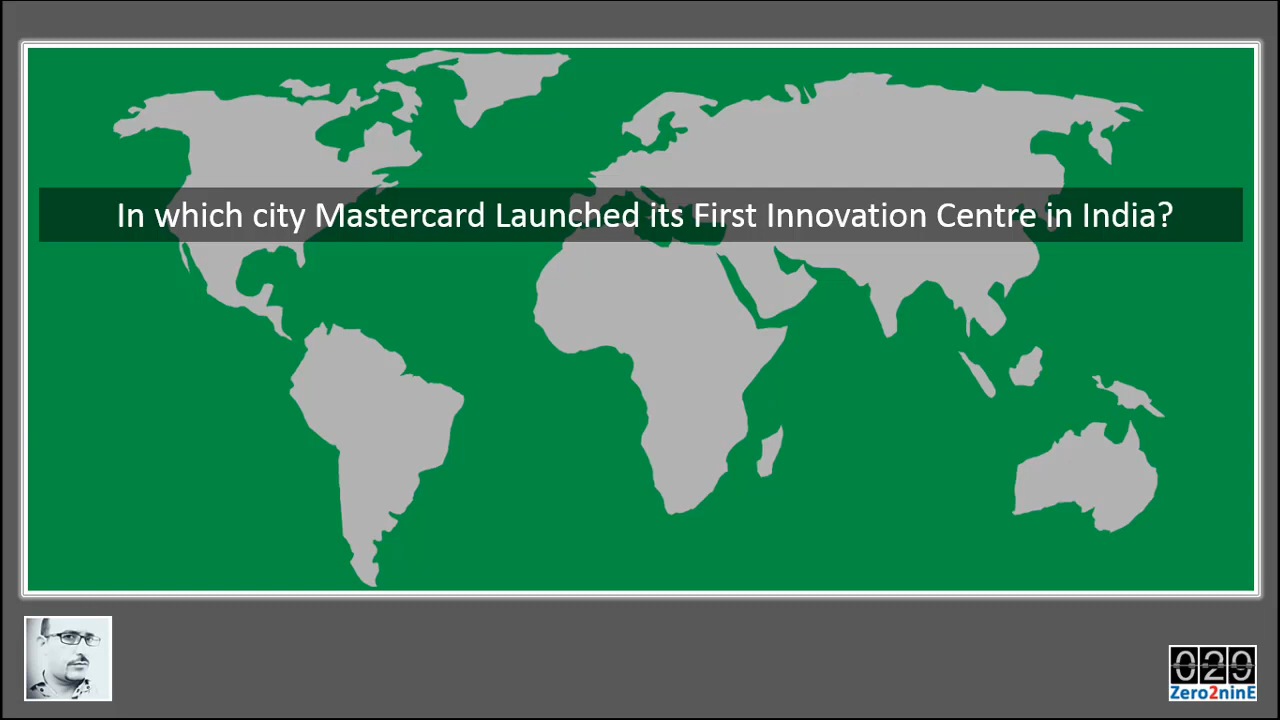 In which city Mastercard Launched its First Innovation Centre in India?
029
Zero2ninE